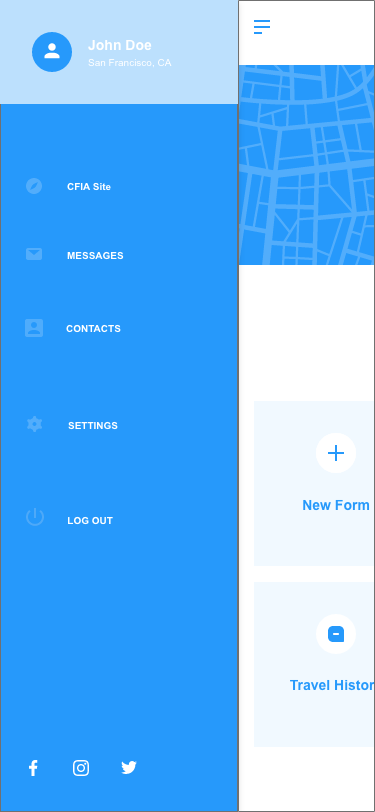 John Doe
San Francisco, CA
CFIA Site
MESSAGES
CONTACTS
SETTINGS
LOG OUT
New Form
Travel Histor